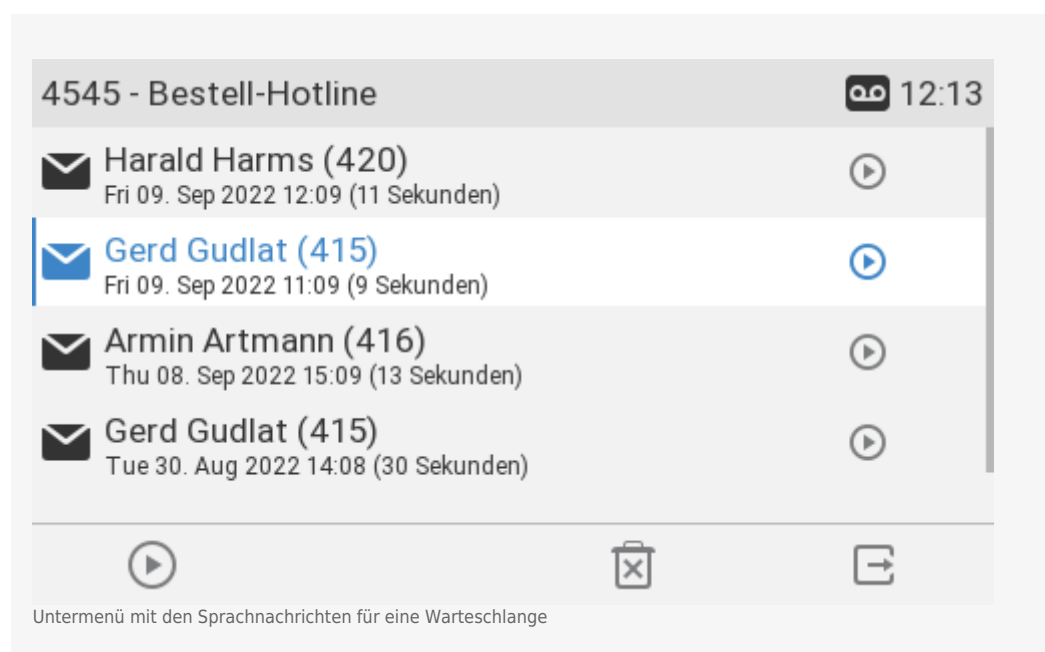 4545 - Bestell-Hotline 12:13
Harald Harms (420)
Fri 09. Sep 2022 12:09 (11 Sekunden)
Gerd Gudlat (415)
Fri 09. Sep 2022 11:09 (9 Sekunden)
Armin Artmann (416)
Thu 08. Sep 2022 15:09 (13 Sekunden)
Gerd Gudlat (415)
Tue 30. Aug 2022 14:08 (30 Sekunden)
Untermenü mit den Sprachnachrichten für eine Warteschlange